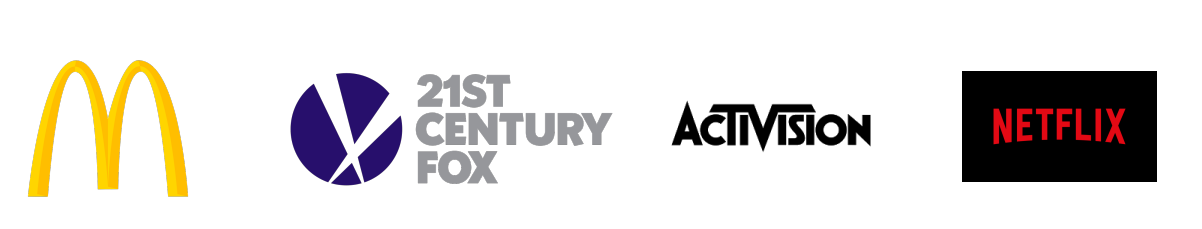 21ST
CENTURY
FOX
ACTIVISION
NETFLIX